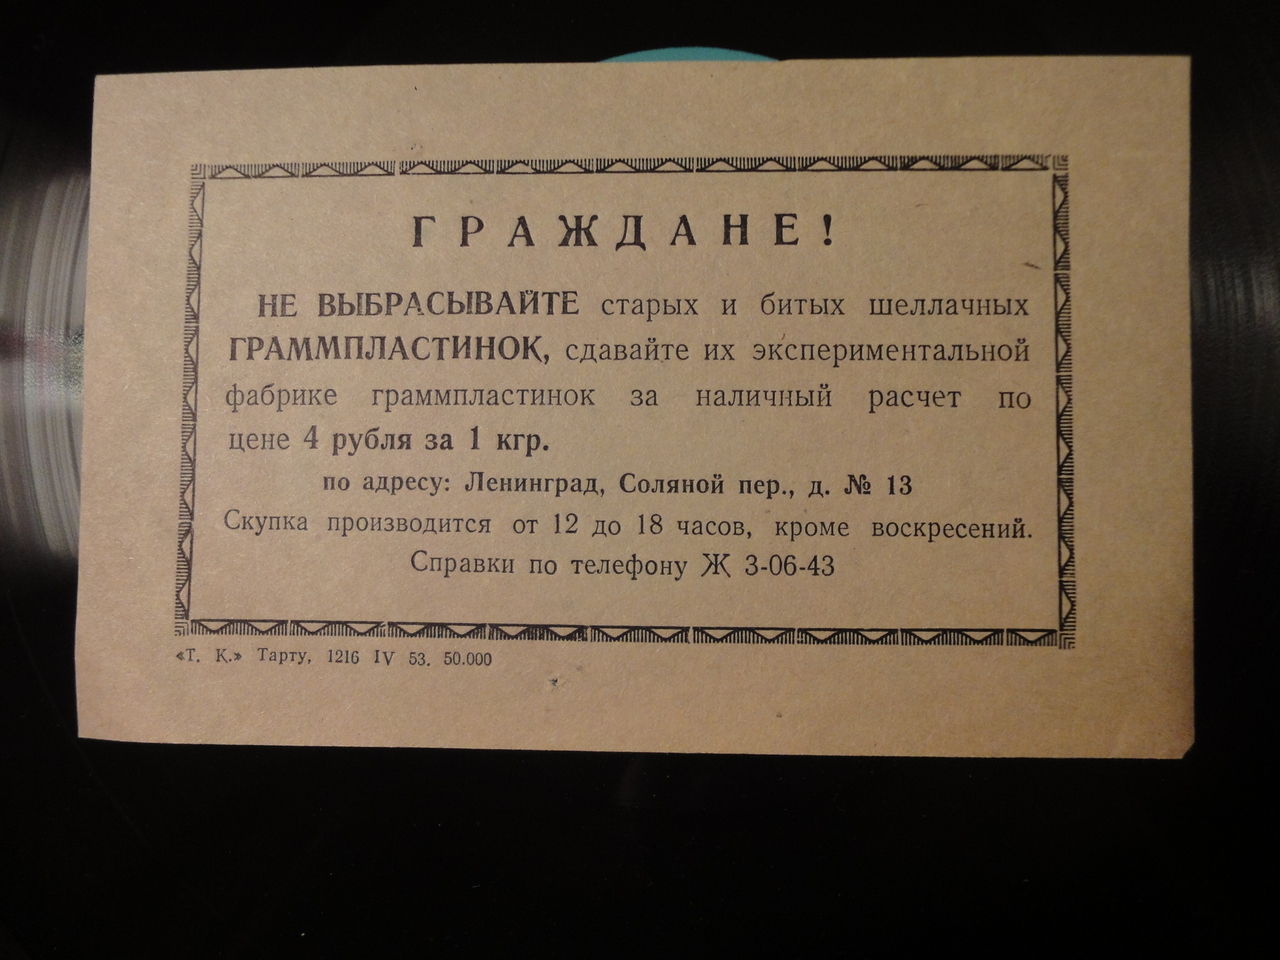 ГРАЖДАНЕ!
НЕ ВЫБРАСЫВАЙТЕ старых и битых шеллачных
ГРАММПЛАСТИНОК, сдавайте их экспериментальной
фабрике граммпластинок за наличный расчет по
цене 4 рубля за 1 кгр.
по адресу: Ленинград, Соляной пер., д. № 13
Скупка производится от 12 до 18 часов, кроме воскресений.
Справки по телефону Ж 3-06-43
«Т. К.» Тарту, 1216 IV 53. 50.000